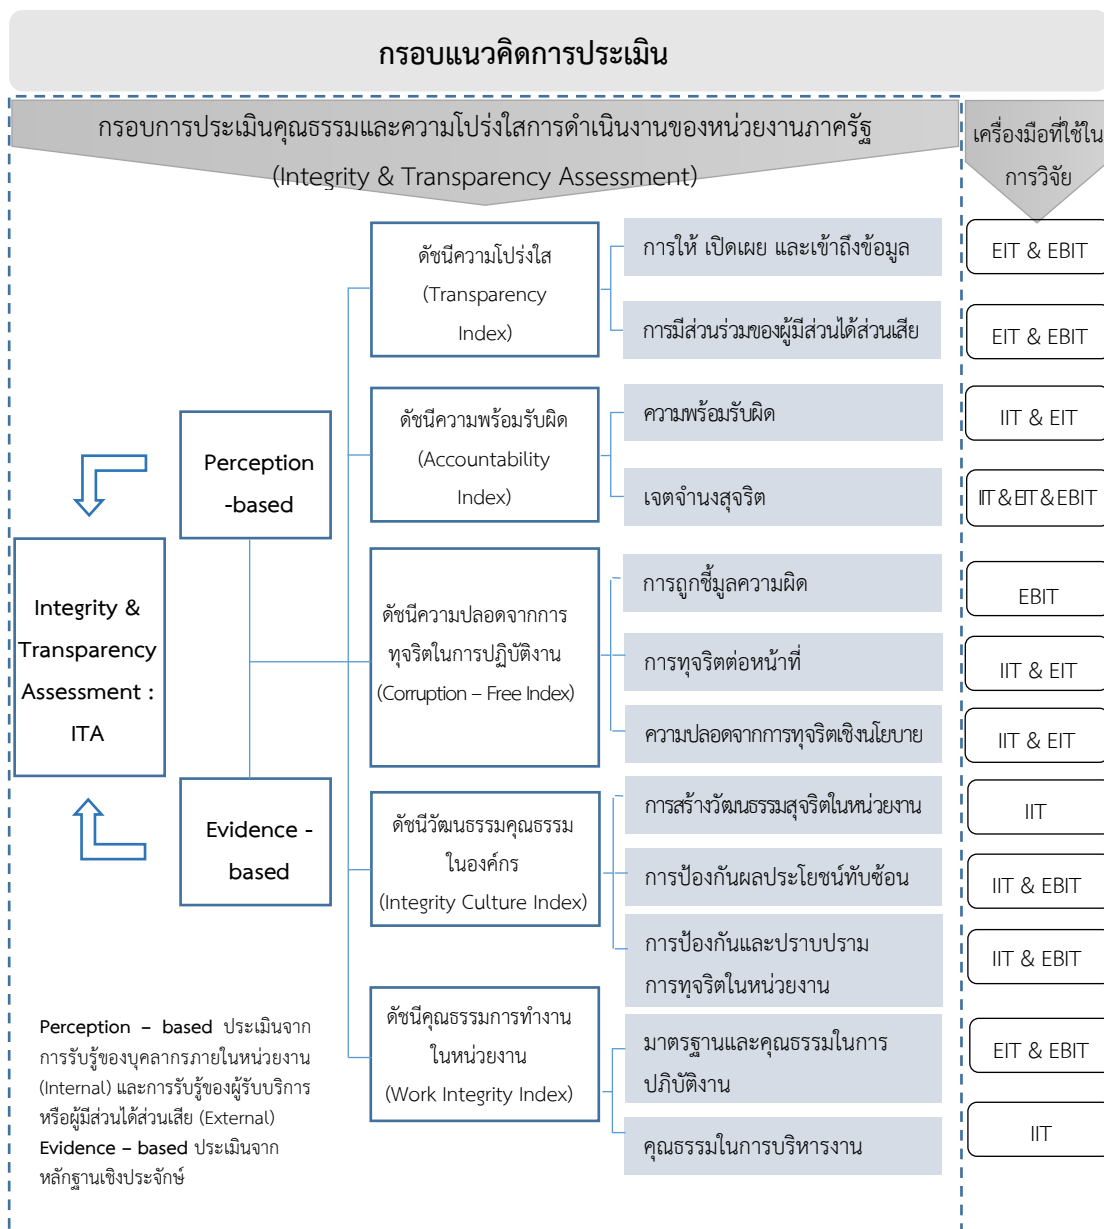 กรอบแนวคิดการประเมิน
กรอบการประเมินคุณธรรมและความโปร่งใสการดำเนินงานของหน่วยงานภาครัฐ
(Integrity & Transparency Assessment)
เครื่องมือที่ใช้ใน
การวิจัย
Integrity &
Transparency
Assessment :
ITA
Perception
-based
Evidence -
based
ดัชนีความโปร่งใส
(Transparency
Index)
การให้ เปิดเผย และเข้าถึงข้อมูล
EIT & EBIT
การมีส่วนร่วมของผู้มีส่วนได้ส่วนเสีย
EIT & EBIT
ดัชนีความพร้อมรับผิด
(Accountability
Index)
ความพร้อมรับผิด
IIT & EIT
เจตจำนงสุจริต
IIT & EIT & EBIT
ดัชนีความปลอดจากการ
ทุจริตในการปฏิบัติงาน
(Corruption – Free Index)
การถูกชี้มูลความผิด
EBIT
การทุจริตต่อหน้าที่
IIT & EIT
ความปลอดจากการทุจริตเชิงนโยบาย
IIT & EIT
ดัชนีวัฒนธรรมคุณธรรม
ในองค์กร
(Integrity Culture Index)
การสร้างวัฒนธรรมสุจริตในหน่วยงาน
IIT
การป้องกันผลประโยชน์ทับซ้อน
IIT & EBIT
การป้องกันและปราบปราม
การทุจริตในหน่วยงาน
IIT & EBIT
ดัชนีคุณธรรมการทำงาน
ในหน่วยงาน
(Work Integrity Index)
มาตรฐานและคุณธรรมในการ
ปฏิบัติงาน
EIT & EBIT
คุณธรรมในการบริหารงาน
IIT
Perception – based ประเมินจาก
การรับรู้ของบุคลากรภายในหน่วยงาน
(Internal) และการรับรู้ของผู้รับบริการ
หรือผู้มีส่วนได้ส่วนเสีย (External)
Evidence – based ประเมินจาก
หลักฐานเชิงประจักษ์